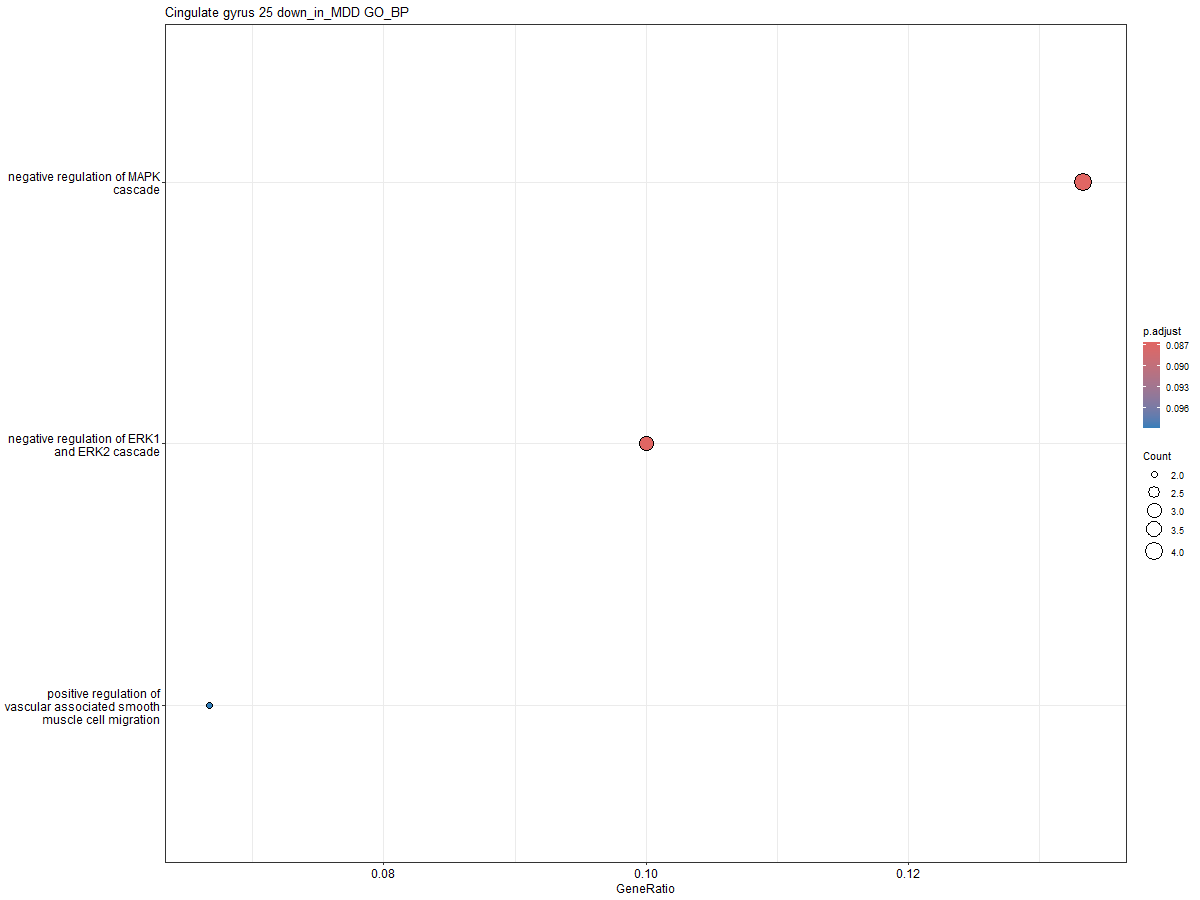 Cingulate gyrus 25 down_in_MDD GO_BP
negative regulation of MAPK
cascade
negative regulation of ERK1
and ERK2 cascade
positive regulation of
vascular associated smooth
muscle cell migration
0.08
0.10
0.12
GeneRatio
p.adjust
0.087
0.090
0.093
0.096
Count
2.0
2.5
3.0
3.5
4.0